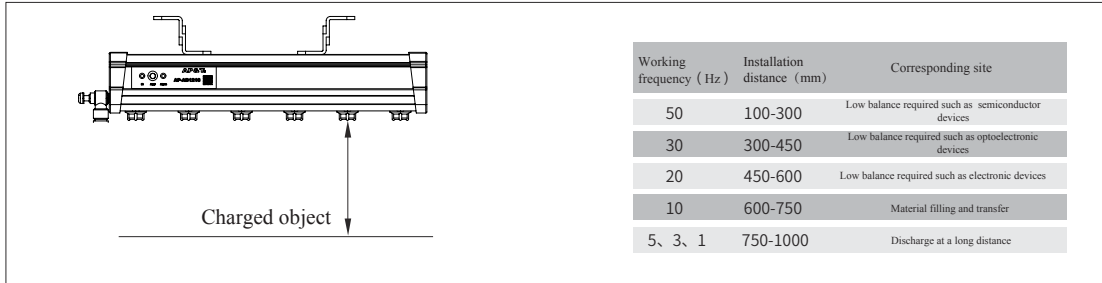 AP&T
Charged object
Working frequency（Hz） Installation distance（mm） Corresponding site
50 100-300 Low balance required such as semiconductor devices
30 300-450 Low balance required such as optoelectronic devices
20 450-600 Low balance required such as electronic devices
10 600-750 Material filling and transfer
5、3、1 750-1000 Discharge at a long distance